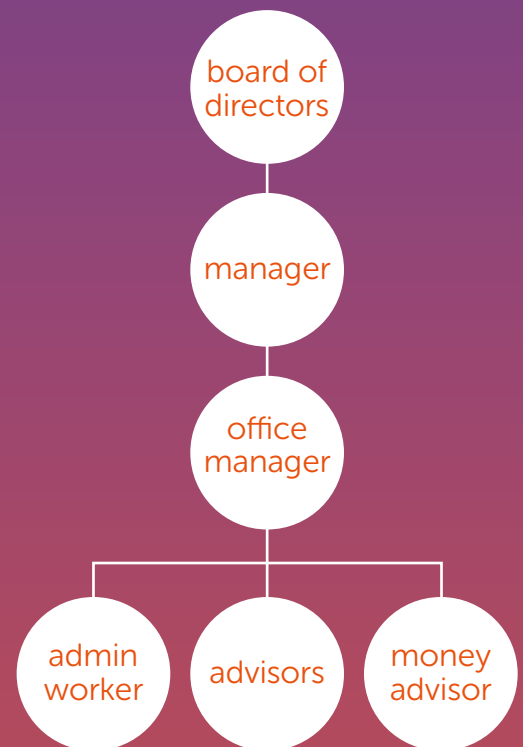 board of
directors
manager
office
manager
admin
worker
advisors
money
advisor